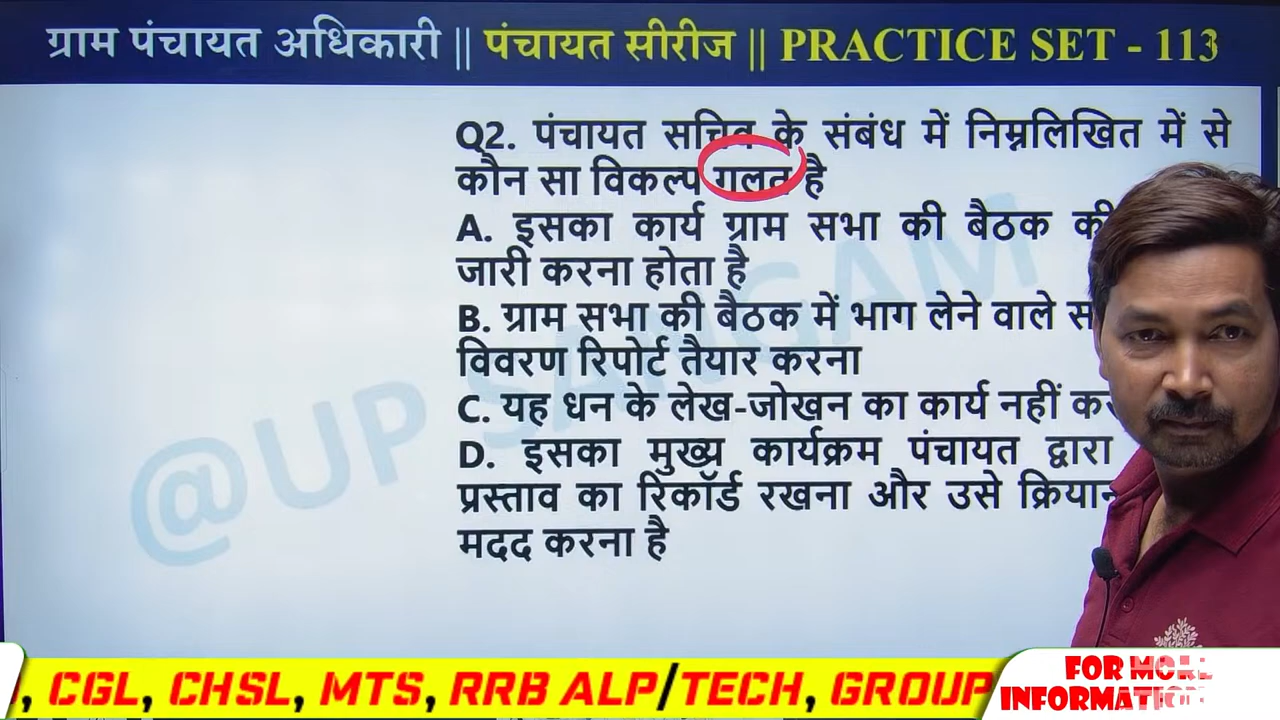 ग्राम पंचायत अधिकारी || पंचायत सीरीज || PRACTICE SET - 113
Q2. पंचायत सचिव के संबंध में निम्नलिखित में से
कौन सा विकल्प गलत है
A. इसका कार्य ग्राम सभा की बैठक की
जारी करना होता है
B. ग्राम सभा की बैठक में भाग लेने वाले
विवरण रिपोर्ट तैयार करना
C. यह धन के लेख-जोखन का कार्य नहीं
D. इसका मुख्य कार्यक्रम पंचायत द्वारा
प्रस्ताव का रिकॉर्ड रखना और उसे
मदद करना है
@UP SANGAM
, CGL, CHSL, MTS, RRB ALP/TECH, GROUP
FOR MORE
INFORMATION